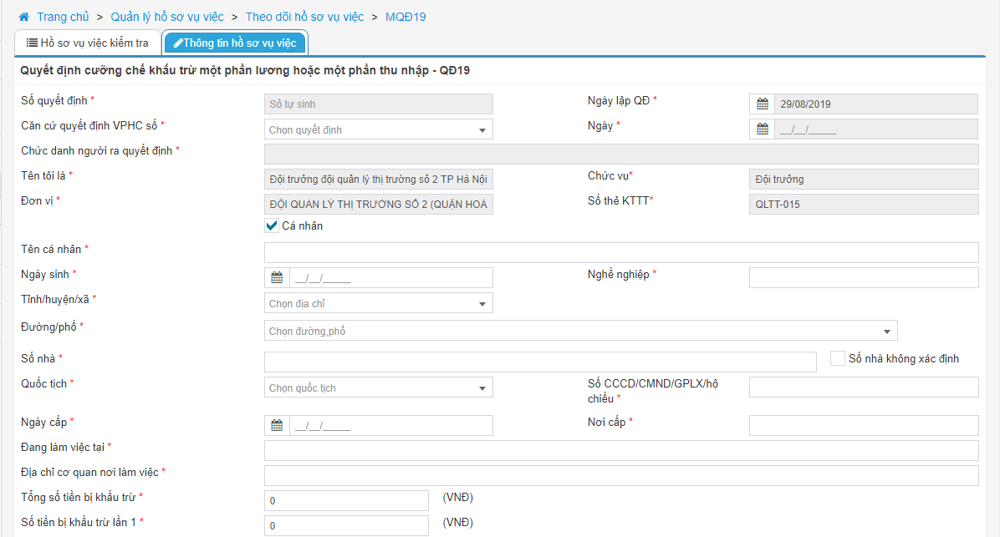 Trang chủ > Quản lý hồ sơ vụ việc > Theo dõi hồ sơ vụ việc > MQĐ19
Hồ sơ vụ việc kiểm tra Thông tin hồ sơ vụ việc
Quyết định cưỡng chế khấu trừ một phần lương hoặc một phần thu nhập - QĐ19
Số quyết định * Số tự sinh Ngày lập QĐ * 29/08/2019
Căn cứ quyết định VPHC số * Chọn quyết định Ngày * __/__/____
Chức danh người ra quyết định *
Tên tôi là * Đội trưởng đội quản lý thị trường số 2 TP Hà Nội Chức vụ* Đội trưởng
Đơn vị * ĐỘI QUẢN LÝ THỊ TRƯỜNG SỐ 2 (QUẬN HOÀ Số thẻ KTTT* QLTT-015
Cá nhân
Tên cá nhân *
Ngày sinh * __/__/____ Nghề nghiệp *
Tỉnh/huyện/xã * Chọn địa chỉ
Đường/phố * Chọn đường,phố
Số nhà * Số nhà không xác định
Quốc tịch * Chọn quốc tịch Số CCCD/CMND/GPLX/hộ
chiếu *
Ngày cấp * __/__/____ Nơi cấp *
Đang làm việc tại *
Địa chỉ cơ quan nơi làm việc *
Tổng số tiền bị khấu trừ * 0 (VNĐ)
Số tiền bị khấu trừ lần 1 * 0 (VNĐ)